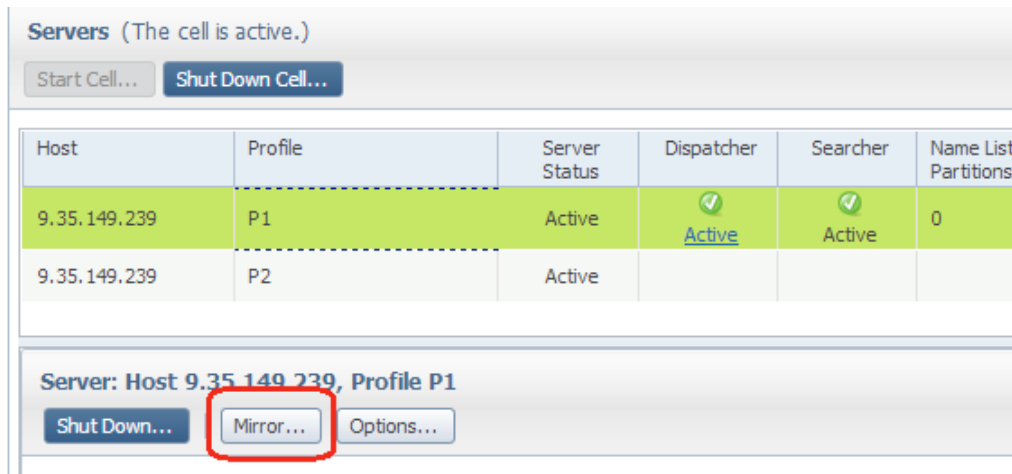 Servers (The cell is active.)
Start Cell... Shut Down Cell...
Host Profile Server Status Dispatcher Searcher Name List Partitions
9.35.149.239 P1 Active Active Active 0
9.35.149.239 P2 Active
Server: Host 9.35.149.239, Profile P1
Shut Down... Mirror... Options...